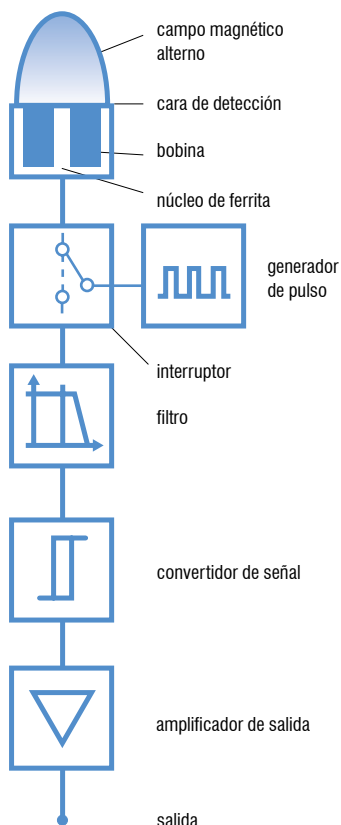 campo magnético
alterno
cara de detección
bobina
núcleo de ferrita
generador
de pulso
interruptor
filtro
convertidor de señal
amplificador de salida
salida